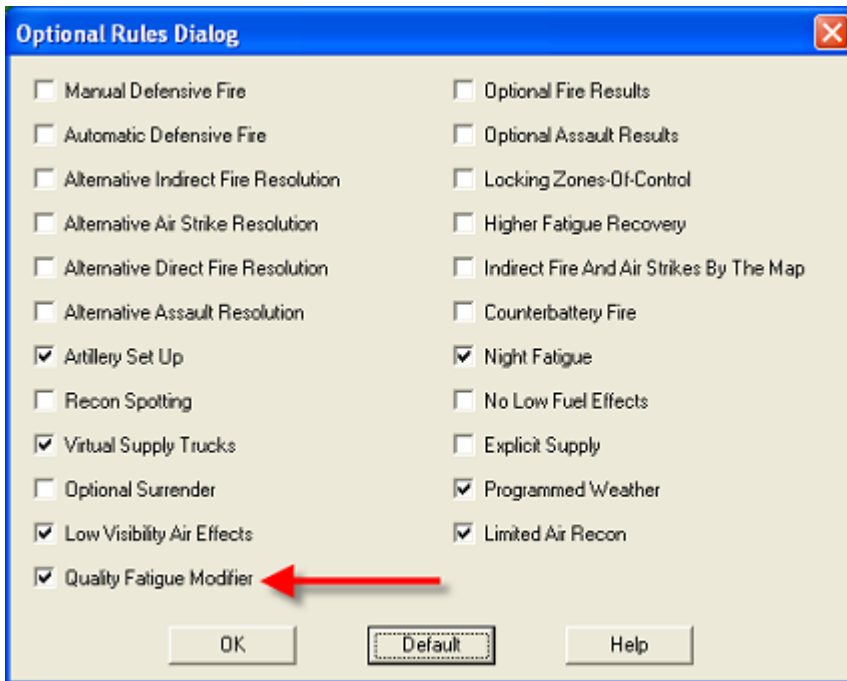 Optional Rules Dialog
Manual Defensive Fire
Optional Fire Results
Automatic Defensive Fire
Optional Assault Results
Alternative Indirect Fire Resolution
Locking Zones-Of-Control
Alternative Air Strike Resolution
Higher Fatigue Recovery
Alternative Direct Fire Resolution
Indirect Fire And Air Strikes By The Map
Alternative Assault Resolution
Counterbattery Fire
Artillery Set Up
Night Fatigue
Recon Spotting
No Low Fuel Effects
Virtual Supply Trucks
Explicit Supply
Optional Surrender
Programmed Weather
Low Visibility Air Effects
Limited Air Recon
Quality Fatigue Modifier
OK
Default
Help